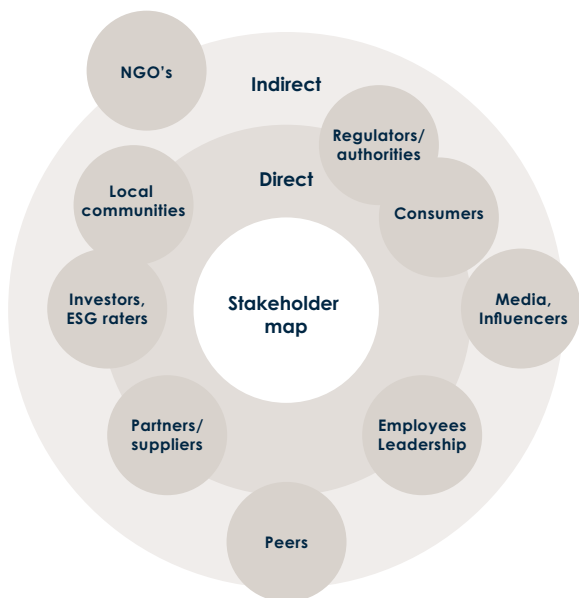 NGO's
Indirect
Regulators/
authorities
Direct
Local
communities
Consumers
Investors,
ESG raters
Stakeholder
map
Media,
Influencers
Partners/
suppliers
Employees
Leadership
Peers